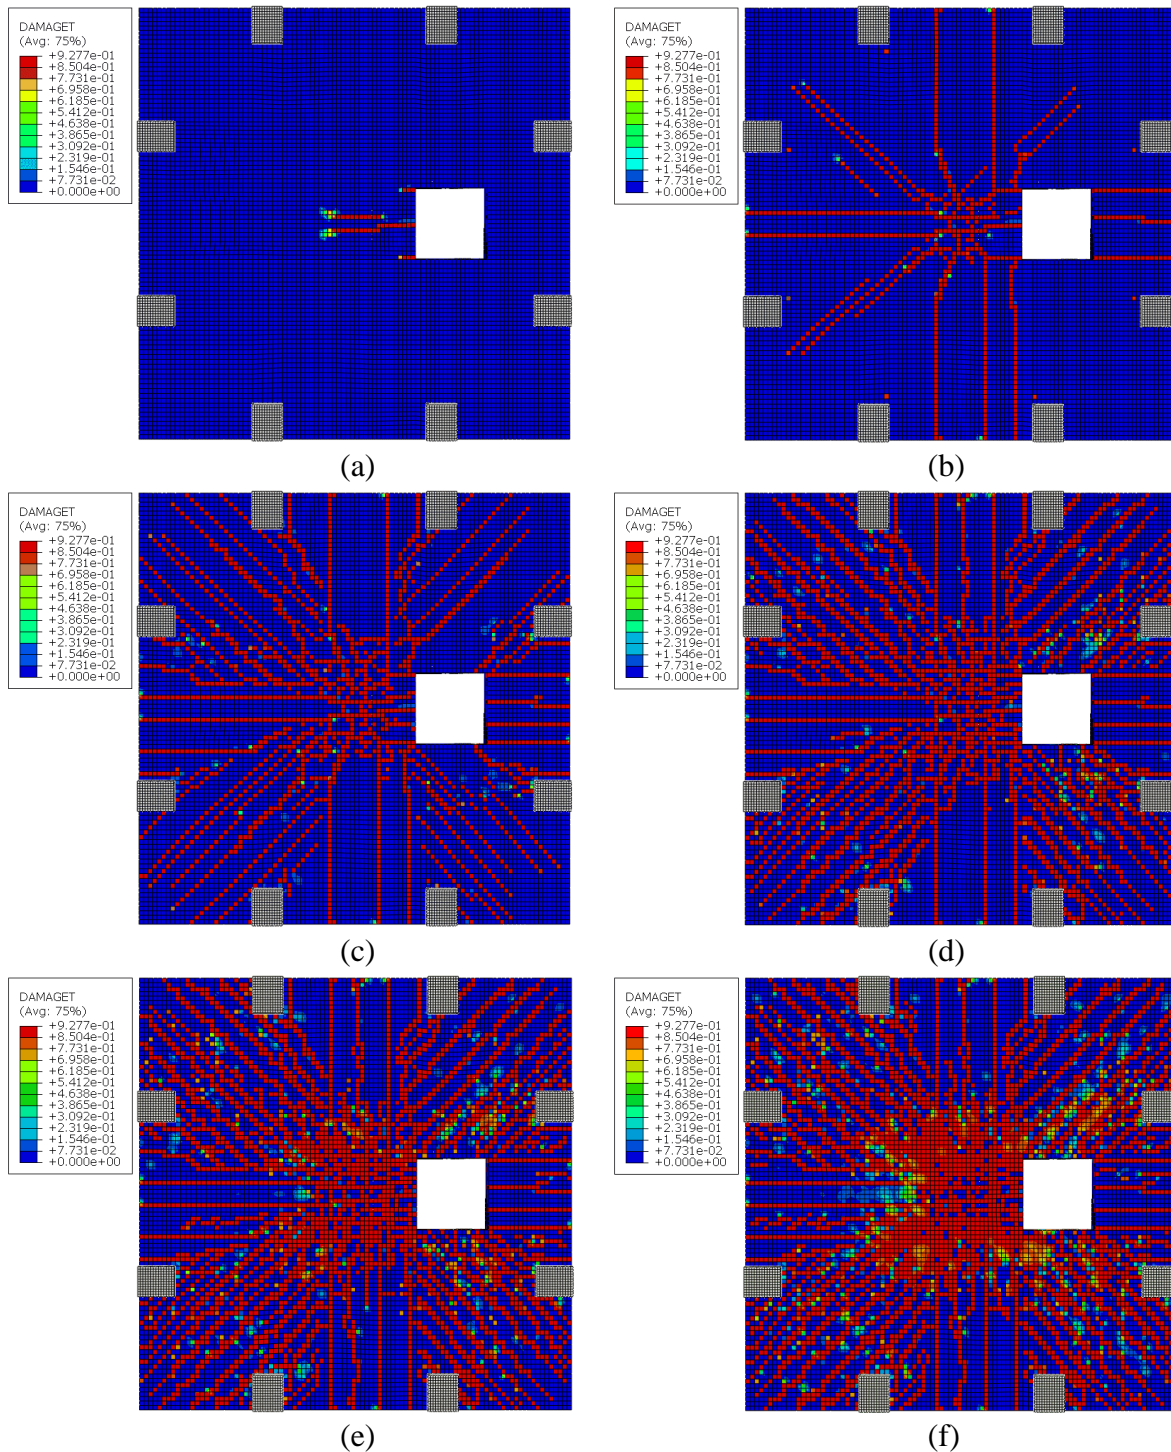 DAMAGET
(Avg: 75%)
+9.277e-01
+8.504e-01
+7.731e-01
+6.958e-01
+6.185e-01
+5.412e-01
+4.638e-01
+3.865e-01
+3.092e-01
+2.319e-01
+1.546e-01
+7.731e-02
+0.000e+00
(a)
DAMAGET
(Avg: 75%)
+9.277e-01
+8.504e-01
+7.731e-01
+6.958e-01
+6.185e-01
+5.412e-01
+4.638e-01
+3.865e-01
+3.092e-01
+2.319e-01
+1.546e-01
+7.731e-02
+0.000e+00
(b)
DAMAGET
(Avg: 75%)
+9.277e-01
+8.504e-01
+7.731e-01
+6.958e-01
+6.185e-01
+5.412e-01
+4.638e-01
+3.865e-01
+3.092e-01
+2.319e-01
+1.546e-01
+7.731e-02
+0.000e+00
(c)
DAMAGET
(Avg: 75%)
+9.277e-01
+8.504e-01
+7.731e-01
+6.958e-01
+6.185e-01
+5.412e-01
+4.638e-01
+3.865e-01
+3.092e-01
+2.319e-01
+1.546e-01
+7.731e-02
+0.000e+00
(d)
DAMAGET
(Avg: 75%)
+9.277e-01
+8.504e-01
+7.731e-01
+6.958e-01
+6.185e-01
+5.412e-01
+4.638e-01
+3.865e-01
+3.092e-01
+2.319e-01
+1.546e-01
+7.731e-02
+0.000e+00
(e)
DAMAGET
(Avg: 75%)
+9.277e-01
+8.504e-01
+7.731e-01
+6.958e-01
+6.185e-01
+5.412e-01
+4.638e-01
+3.865e-01
+3.092e-01
+2.319e-01
+1.546e-01
+7.731e-02
+0.000e+00
(f)